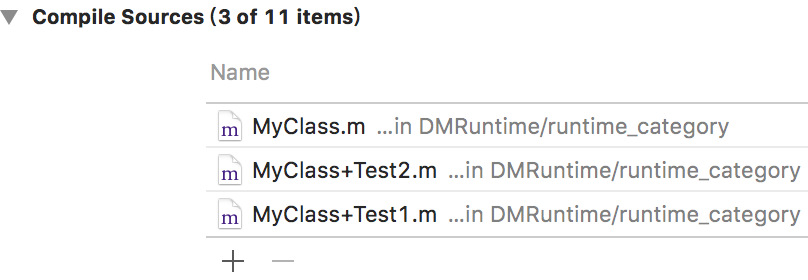 Compile Sources (3 of 11 items)
Name
m MyClass.m ...in DMRuntime/runtime_category
m MyClass+Test2.m ...in DMRuntime/runtime_category
m MyClass+Test1.m ...in DMRuntime/runtime_category